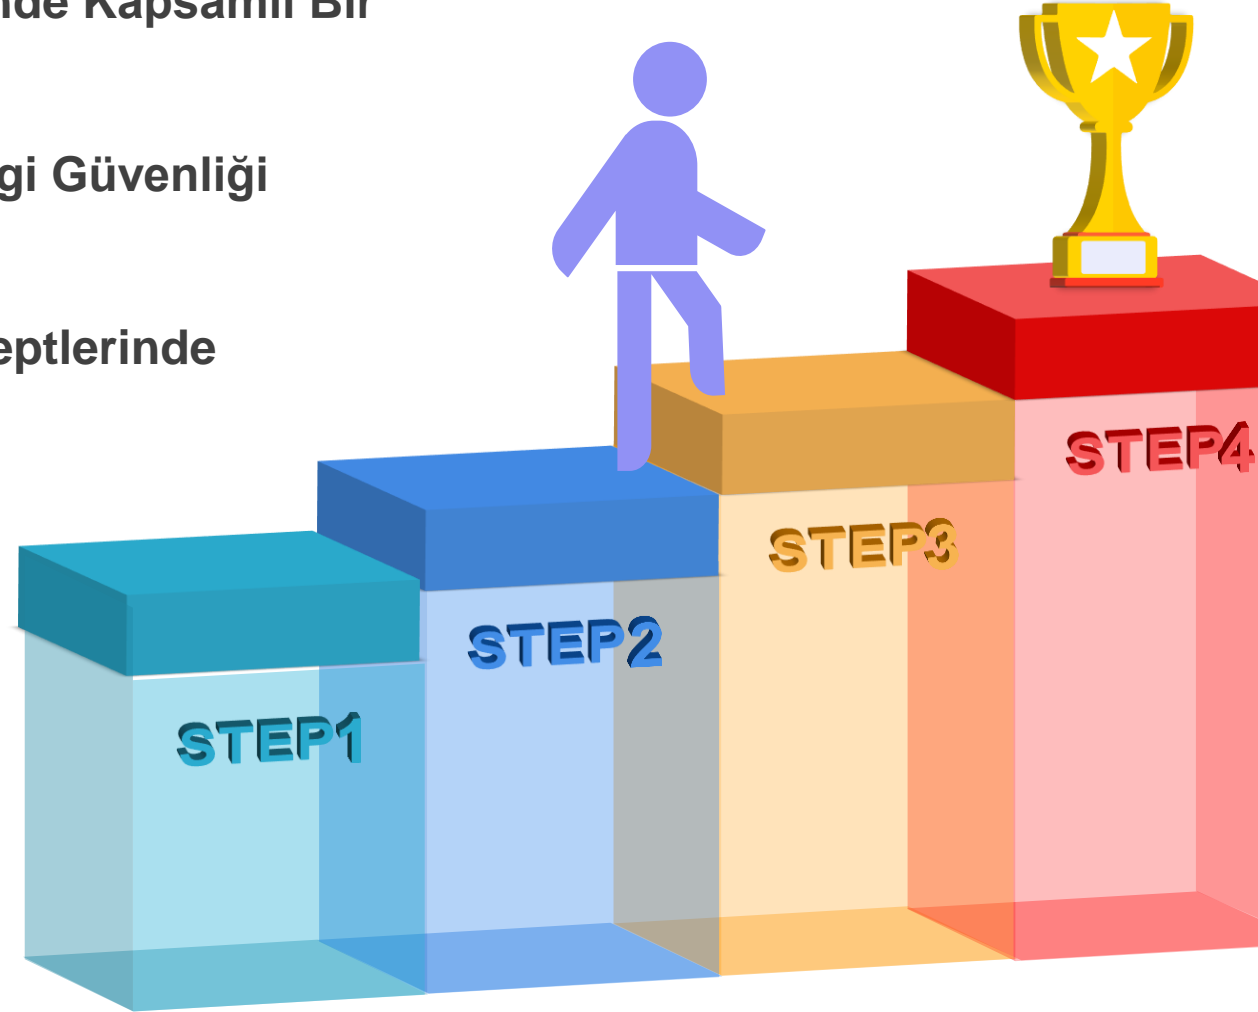 nde Kapsamlı Bir
gi Güvenliği
eptlerinde
STEP4
STEP3
STEP2
STEP1